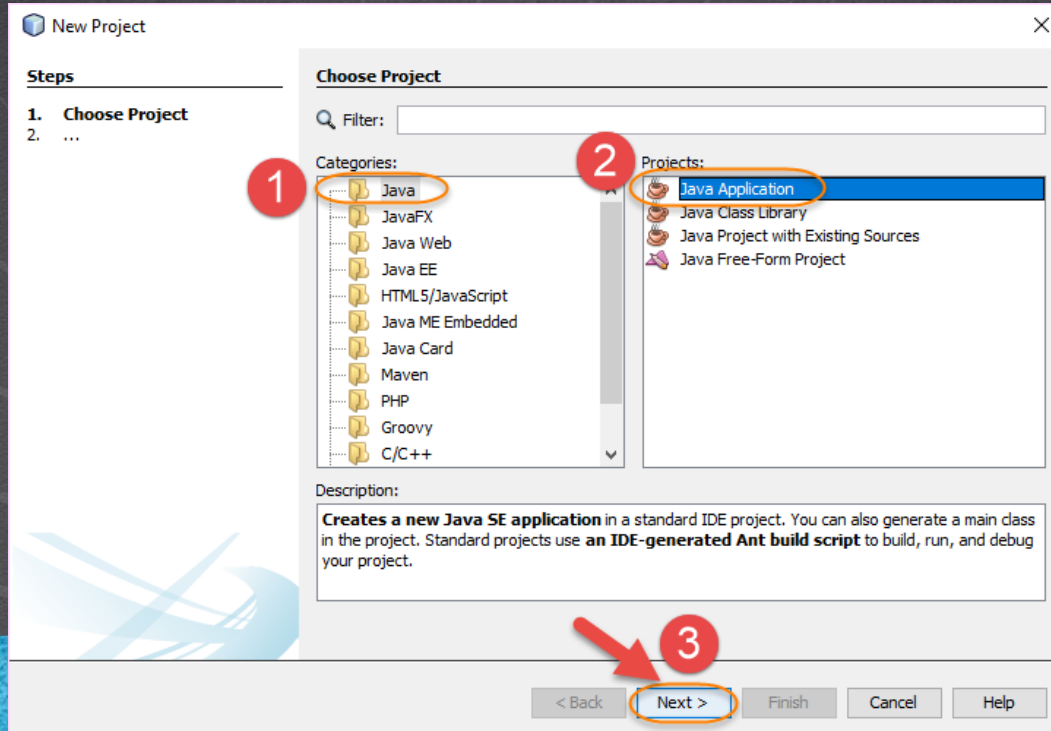 New Project
Steps
1. Choose Project
2. ...
Choose Project
Filter:
Categories:
1
Java
JavaFX
Java Web
Java EE
HTML5/JavaScript
Java ME Embedded
Java Card
Maven
PHP
Groovy
C/C++
2
Projects:
Java Application
Java Class Library
Java Project with Existing Sources
Java Free-Form Project
Description:
Creates a new Java SE application in a standard IDE project. You can also generate a main class
in the project. Standard projects use an IDE-generated Ant build script to build, run, and debug
your project.
3
< Back
Next >
Finish
Cancel
Help